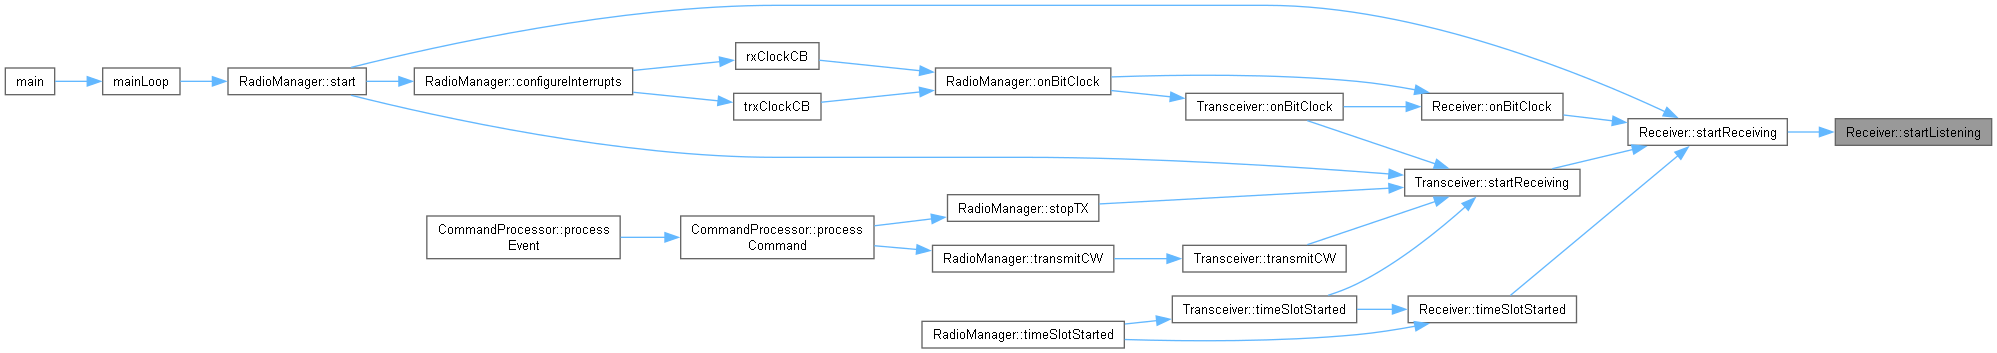 main
mainLoop
RadioManager::start
RadioManager::configureInterrupts
rxClockCB
trxClockCB
RadioManager::onBitClock
Transceiver::onBitClock
Receiver::onBitClock
Receiver::startReceiving
Receiver::startListening
Transceiver::startReceiving
RadioManager::stopTX
CommandProcessor::process
Event
CommandProcessor::process
Command
RadioManager::transmitCW
Transceiver::transmitCW
Transceiver::timeSlotStarted
Receiver::timeSlotStarted
RadioManager::timeSlotStarted